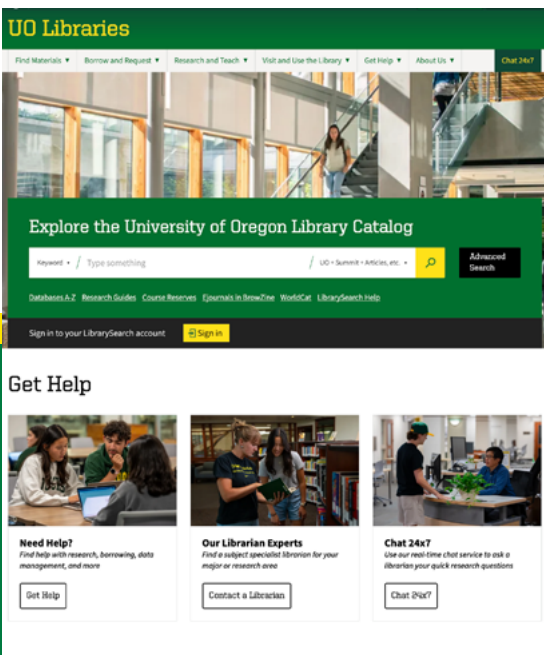 UO Libraries
Find Materials ▼ Borrow and Request ▼ Research and Teach ▼ Visit and Use the Library ▼ Get Help ▼ About Us ▼ Chat 24x7
Explore the University of Oregon Library Catalog
Keyword / Type something / UO + Summit + Articles, etc.
Advanced
Search
Databases A-Z Research Guides Course Reserves Ejournals in BrowZine WorldCat LibrarySearch Help
Sign in to your LibrarySearch account Sign in
Get Help
Need Help?
Find help with research, borrowing, data
management, and more
Get Help
Our Librarian Experts
Find a subject specialist librarian for your
major or research area
Contact a Librarian
Chat 24x7
Use our real-time chat service to ask a
librarian your quick research questions
Chat 24x7